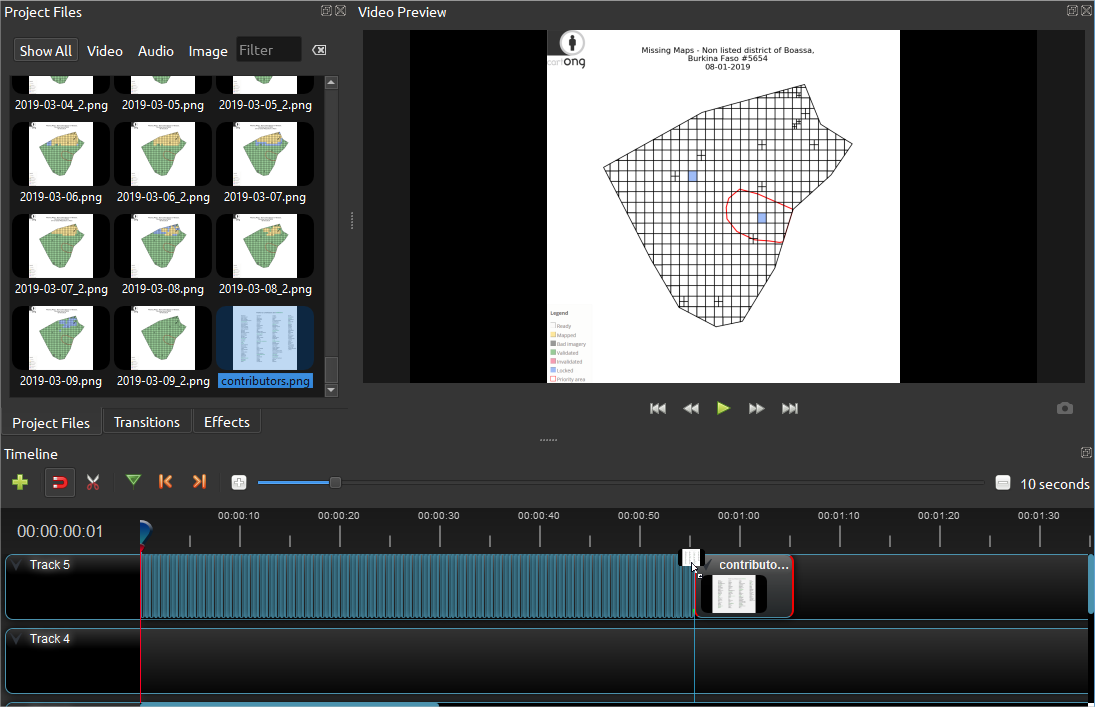 Project Files
Video Preview
Show All Video Audio Image Filter
2019-03-04_2.png 2019-03-05.png 2019-03-05_2.png
2019-03-06.png 2019-03-06_2.png 2019-03-07.png
2019-03-07_2.png 2019-03-08.png 2019-03-08_2.png
2019-03-09.png 2019-03-09_2.png contributors.png
cartong
Missing Maps - Non listed district of Boassa,
Burkina Faso #5654
08-01-2019
Legend
Ready
Mapped
Bad imagery
Validated
Invalidated
Locked
Priority area
Project Files Transitions Effects
Timeline
10 seconds
00:00:00:01
00:00:10 00:00:20 00:00:30 00:00:40 00:00:50 00:01:00 00:01:10 00:01:20 00:01:30
Track 5
contributo...
Track 4